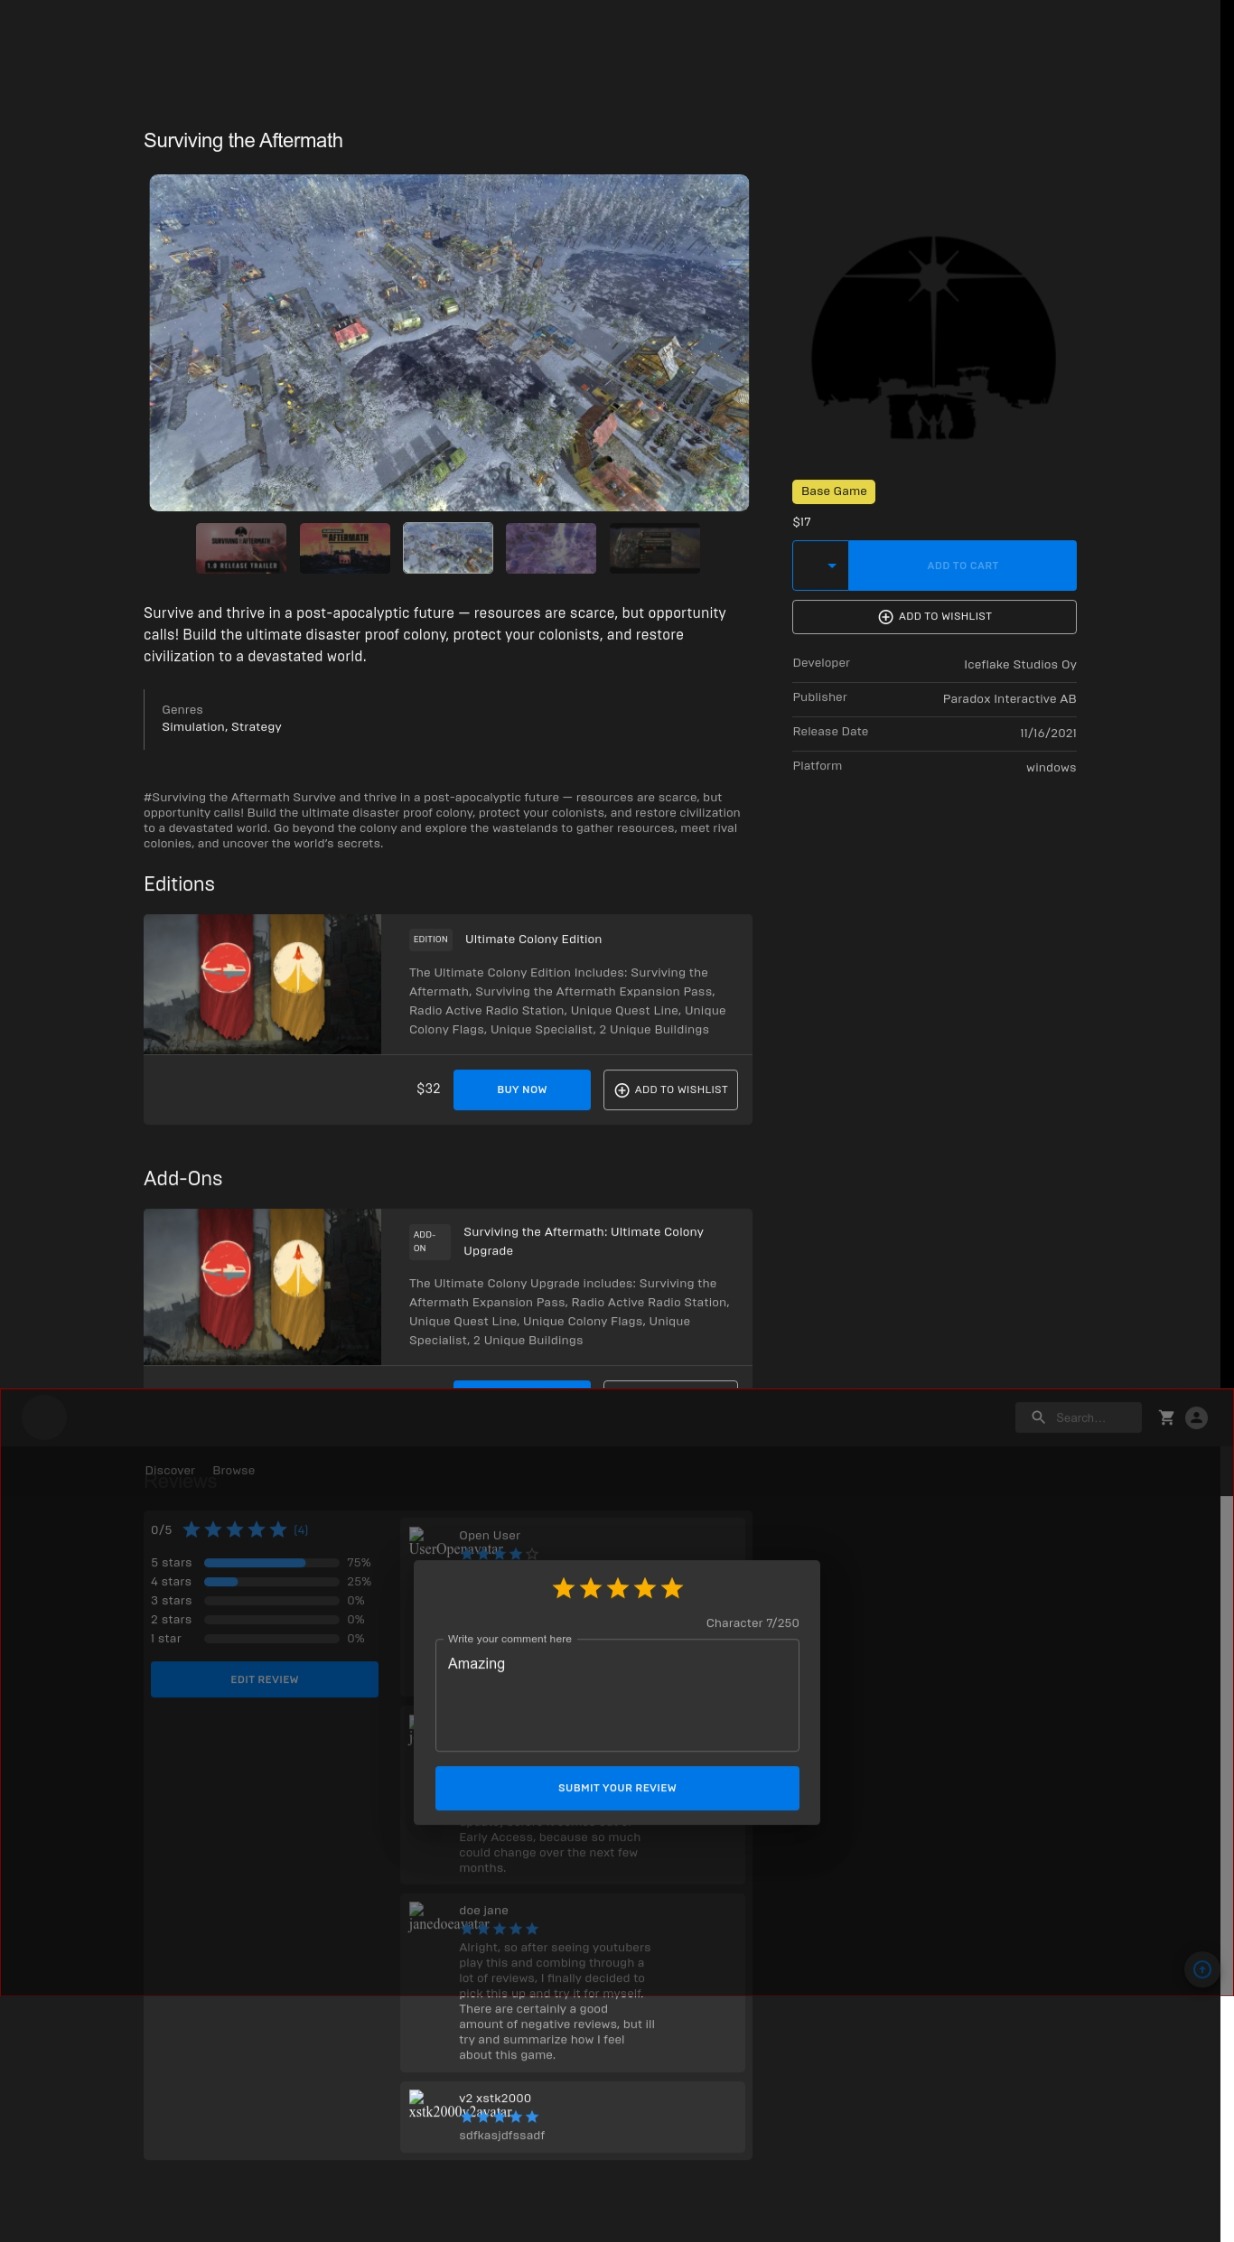 Surviving the Aftermath
SURVIVING THE AFTERMATH
1.0 RELEASE TRAILER
AFTERMATH
Base Game
$17
ADD TO CART
ADD TO WISHLIST
Developer
Iceflake Studios Oy
Publisher
Paradox Interactive AB
Release Date
11/16/2021
Platform
windows
Survive and thrive in a post-apocalyptic future — resources are scarce, but opportunity
calls! Build the ultimate disaster proof colony, protect your colonists, and restore
civilization to a devastated world.
Genres
Simulation, Strategy
#Surviving the Aftermath Survive and thrive in a post-apocalyptic future — resources are scarce, but
opportunity calls! Build the ultimate disaster proof colony, protect your colonists, and restore civilization
to a devastated world. Go beyond the colony and explore the wastelands to gather resources, meet rival
colonies, and uncover the world's secrets.
Editions
EDITION
Ultimate Colony Edition
The Ultimate Colony Edition Includes: Surviving the
Aftermath, Surviving the Aftermath Expansion Pass,
Radio Active Radio Station, Unique Quest Line, Unique
Colony Flags, Unique Specialist, 2 Unique Buildings
$32
BUY NOW
ADD TO WISHLIST
Add-Ons
ADD-
ON
Surviving the Aftermath: Ultimate Colony
Upgrade
The Ultimate Colony Upgrade includes: Surviving the
Aftermath Expansion Pass, Radio Active Radio Station,
Unique Quest Line, Unique Colony Flags, Unique
Specialist, 2 Unique Buildings
Search...
Discover
Browse
Reviews
0/5
(4)
5 stars
75%
4 stars
25%
3 stars
0%
2 stars
0%
1 star
0%
EDIT REVIEW
Open User
UserOpenavatar
Character 7/250
Write your comment here
Amazing
SUBMIT YOUR REVIEW
Early Access, because so much
could change over the next few
months.
doe jane
janedoeavatar
Alright, so after seeing youtubers
play this and combing through a
lot of reviews, I finally decided to
pick this up and try it for myself.
There are certainly a good
amount of negative reviews, but ill
try and summarize how I feel
about this game.
v2 xstk2000
xstk2000v2avatar
sdfkasjdfssadf